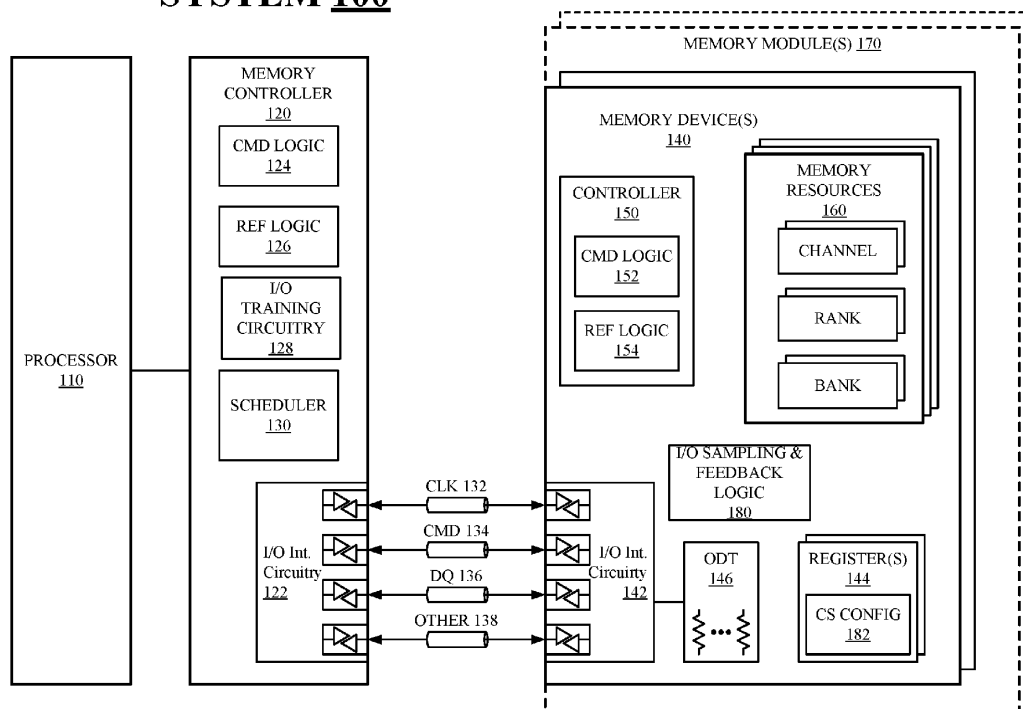 SYSTEM 100
MEMORY MODULE(S) 170
PROCESSOR
110
MEMORY
CONTROLLER
120
CMD LOGIC
124
REF LOGIC
126
I/O
TRAINING
CIRCUITRY
128
SCHEDULER
130
I/O Int.
Circuitry
122
CLK 132
CMD 134
DQ 136
OTHER 138
MEMORY DEVICE(S)
140
CONTROLLER
150
CMD LOGIC
152
REF LOGIC
154
MEMORY
RESOURCES
160
CHANNEL
RANK
BANK
I/O SAMPLING &
FEEDBACK
LOGIC
180
I/O Int.
Cicuirty
142
ODT
146
REGISTER(S)
144
CS CONFIG
182